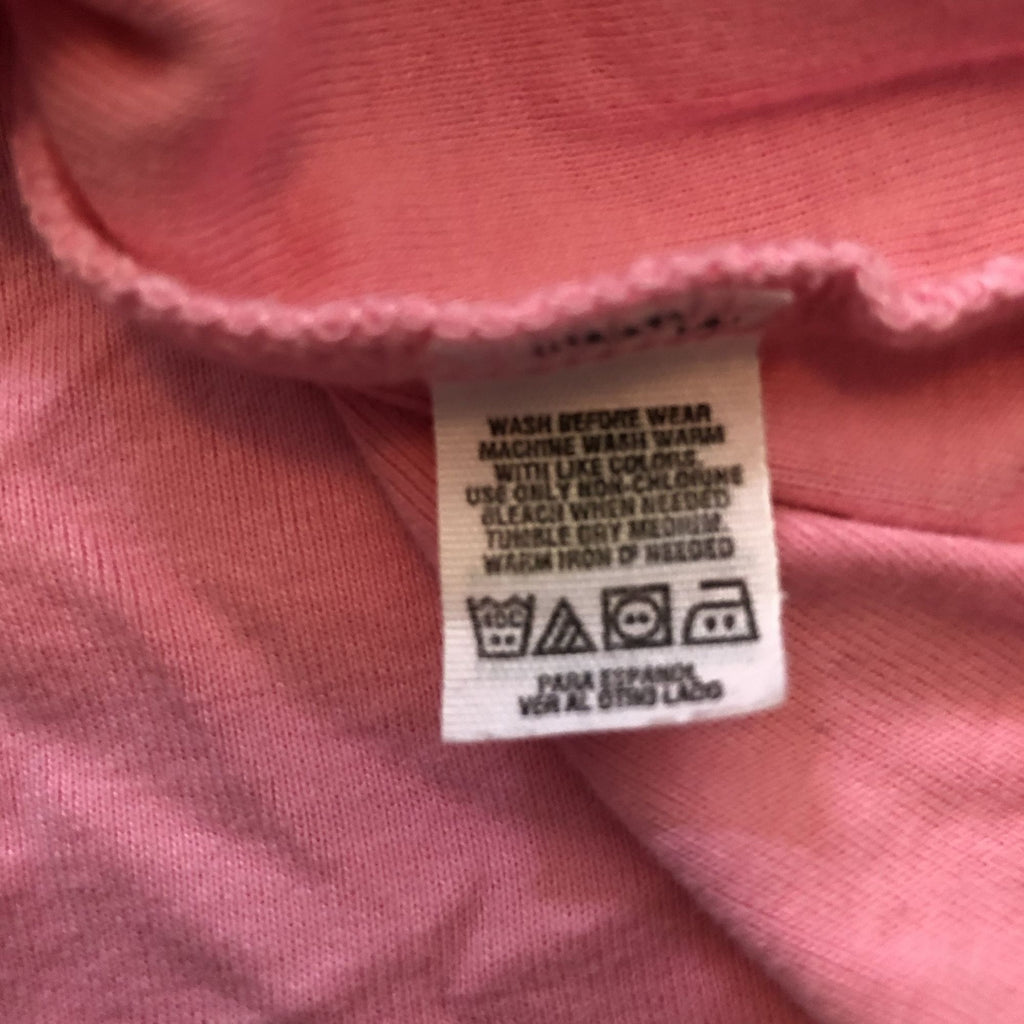 WASH BEFORE WEAR
MACHINE WASH WARM
WITH LIKE COLORS.
USE ONLY NON-CHLORINE
BLEACH WHEN NEEDED
TUMBLE DRY MEDIUM.
WARM IRON IF NEEDED
40C
PARA ESPANOL
VER AL OTRO LADO